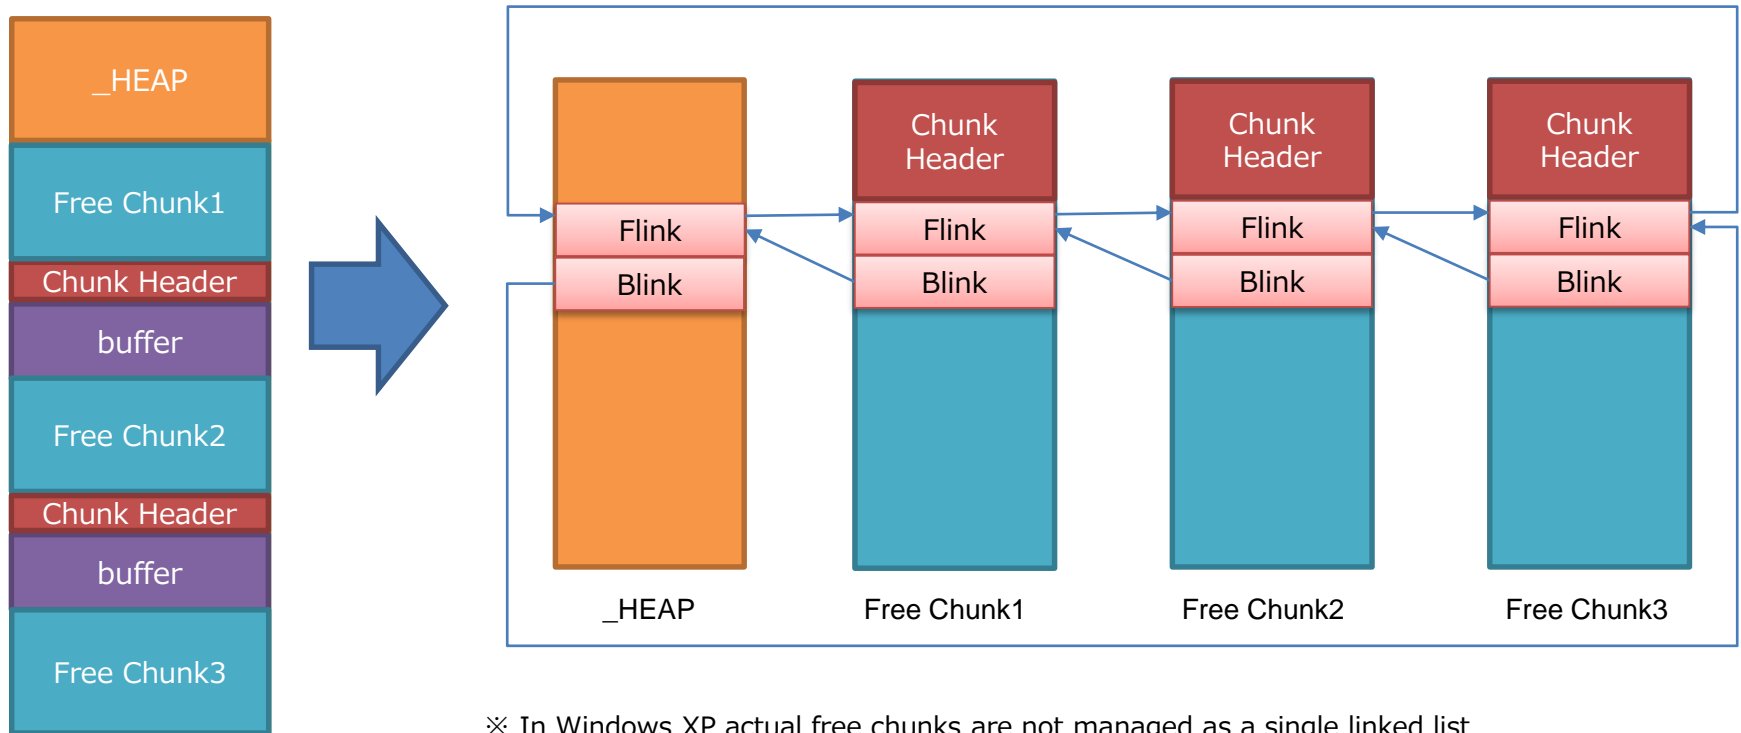 _HEAP
Free Chunk1
Chunk Header
buffer
Free Chunk2
Chunk Header
buffer
Free Chunk3
Chunk
Header
Chunk
Header
Chunk
Header
Flink
Flink
Flink
Flink
Blink
Blink
Blink
Blink
_HEAP
Free Chunk1
Free Chunk2
Free Chunk3
※ In Windows XP actual free chunks are not managed as a single linked list